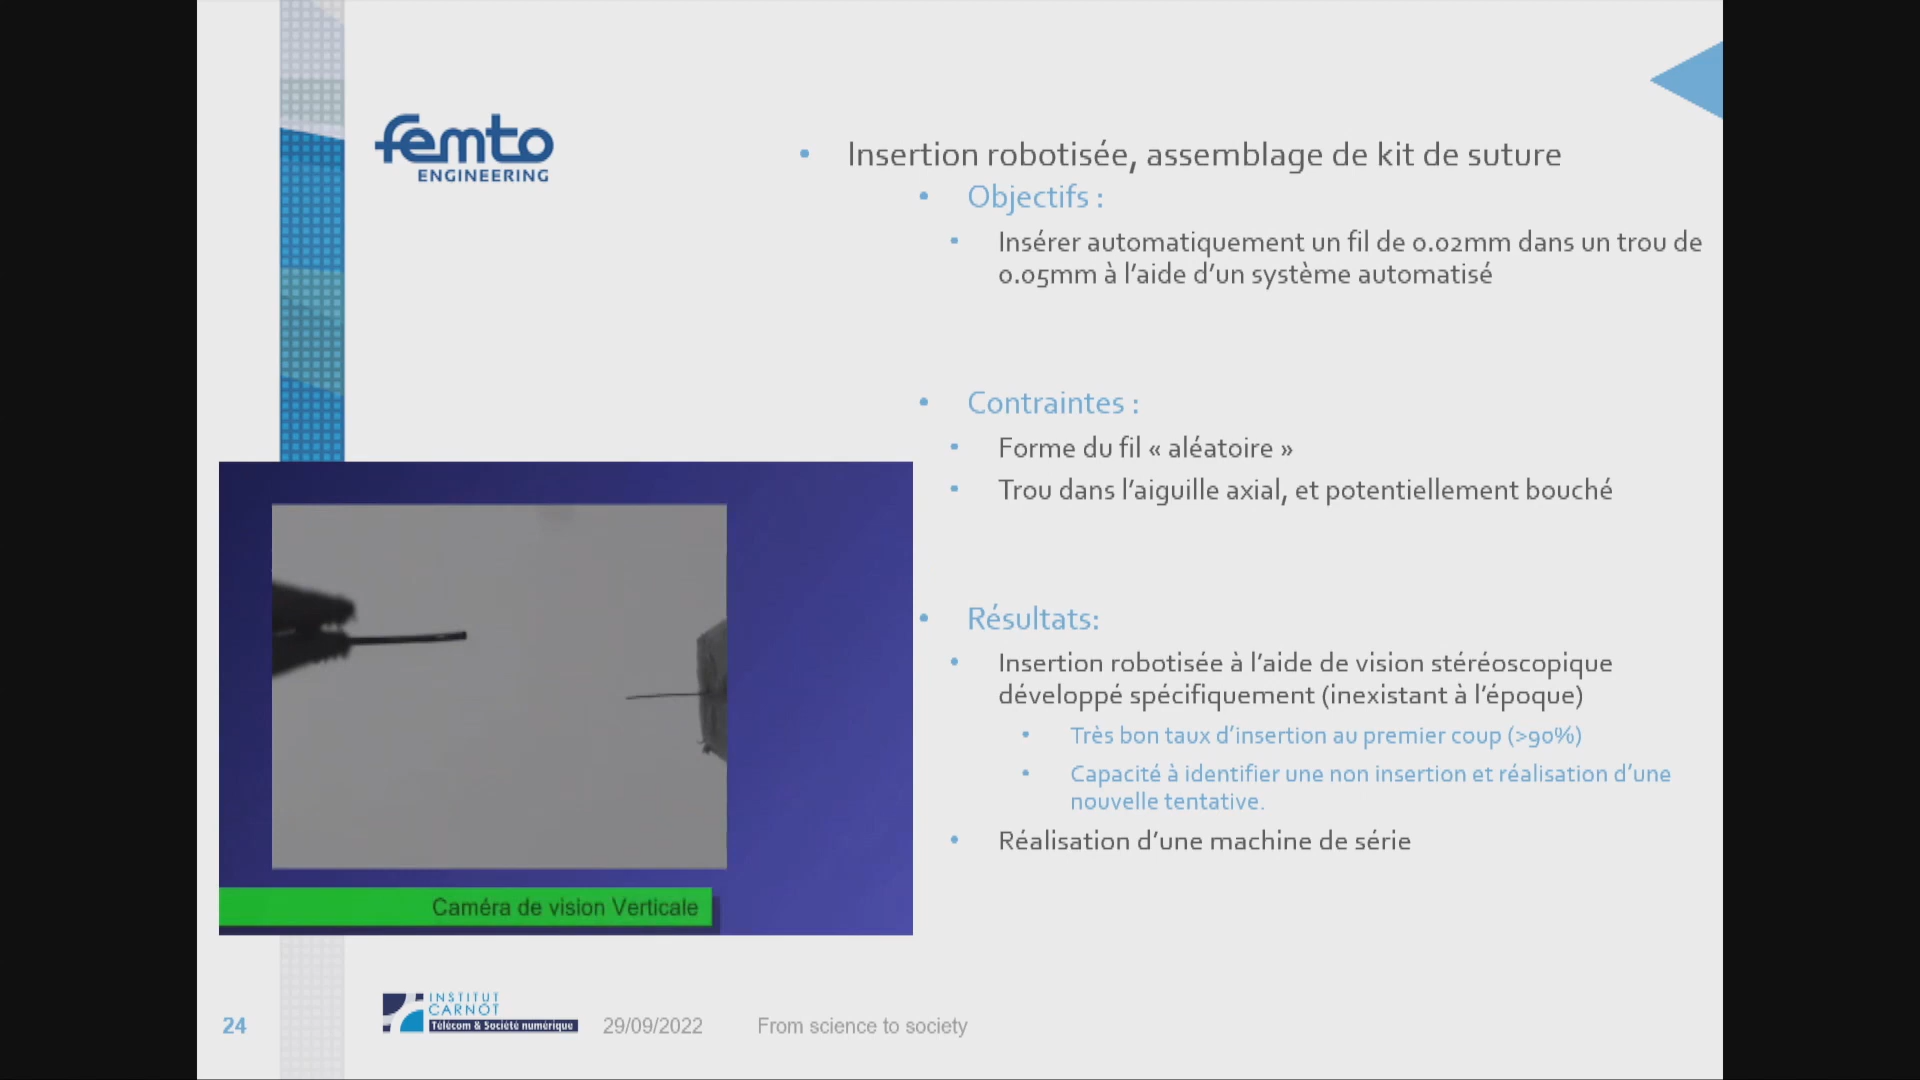 femto
ENGINEERING
Insertion robotisée, assemblage de kit de suture
Objectifs :
Insérer automatiquement un fil de 0.02mm dans un trou de
0.05mm à l’aide d’un système automatisé
Contraintes :
Forme du fil « aléatoire »
Trou dans l’aiguille axial, et potentiellement bouché
Résultats:
Insertion robotisée à l’aide de vision stéréoscopique
développé spécifiquement (inexistant à l’époque)
Très bon taux d’insertion au premier coup (>90%)
Capacité à identifier une non insertion et réalisation d’une
nouvelle tentative.
Réalisation d’une machine de série
Caméra de vision Verticale
24
INSTITUT
CARNOT
Télécom & Société numérique
29/09/2022
From science to society